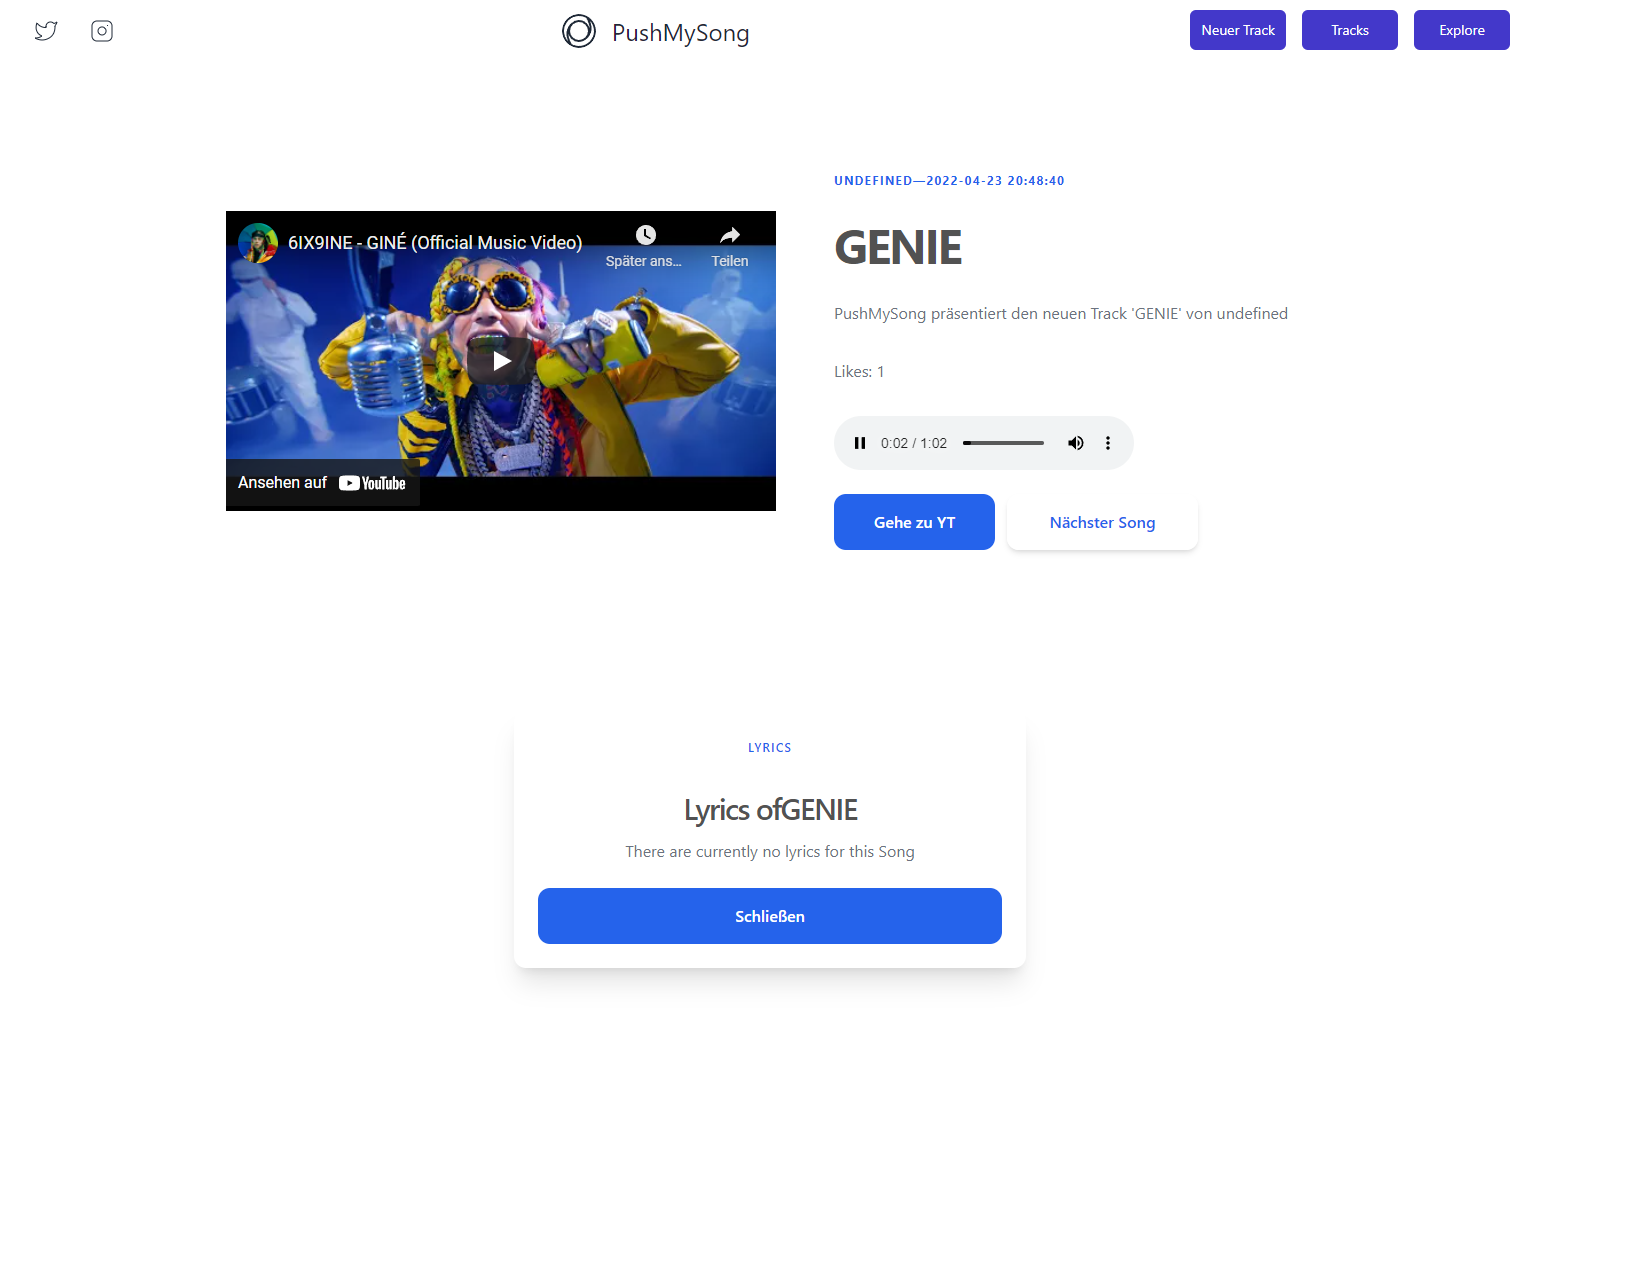 PushMySong
Neuer Track
Tracks
Explore
6IX9INE - GINÉ (Official Music Video)
Später ans...
Teilen
Ansehen auf YouTube
UNDEFINED—2022-04-23 20:48:40
GENIE
PushMySong präsentiert den neuen Track 'GENIE' von undefined
Likes: 1
0:02 / 1:02
Gehe zu YT
Nächster Song
LYRICS
Lyrics ofGENIE
There are currently no lyrics for this Song
Schließen